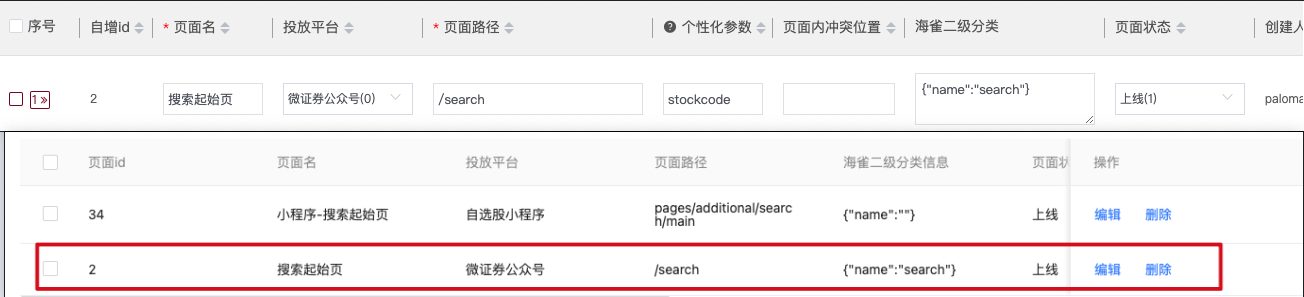 序号 自增id * 页面名 投放平台 * 页面路径 个性化参数 页面内冲突位置 海雀二级分类 页面状态 创建人
1 » 2 搜索起始页 微证券公众号(0) /search stockcode {"name":"search"} 上线(1) paloma
页面id 页面名 投放平台 页面路径 海雀二级分类信息 页面状 操作
34 小程序-搜索起始页 自选股小程序 pages/additional/searc {"name":""} 上线 编辑 删除
h/main
2 搜索起始页 微证券公众号 /search {"name":"search"} 上线 编辑 删除